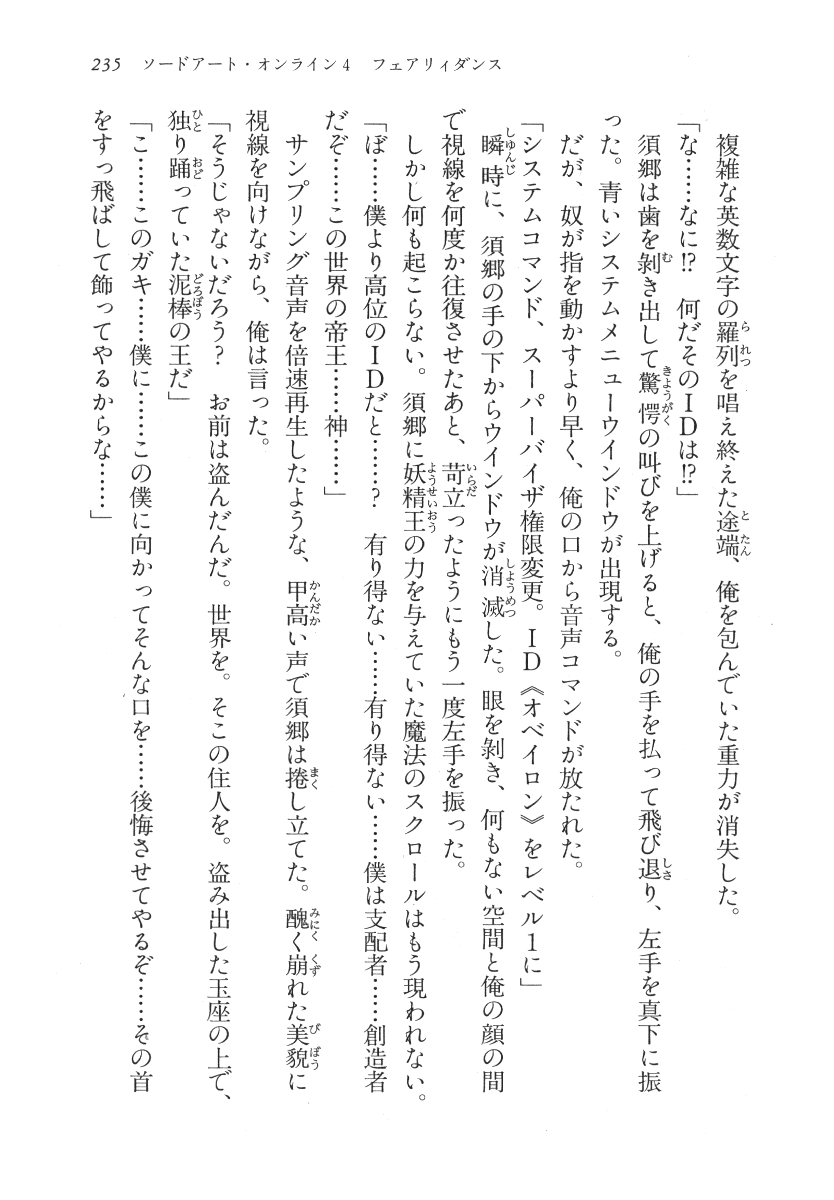 235　ソードアート・オンライン4　フェアリィダンス
　複雑な英数文字の羅列を唱え終えた途端、俺を包んでいた重力が消失した。
「な……なに!?　何だそのＩＤは!?」
　須郷は歯を剝き出して驚愕の叫びを上げると、俺の手を払って飛び退り、左手を真下に振
った。青いシステムメニューウインドウが出現する。
　だが、奴が指を動かすより早く、俺の口から音声コマンドが放たれた。
「システムコマンド、スーパーバイザ権限変更。ＩＤ《オベイロン》をレベル１に」
　瞬時に、須郷の手の下からウインドウが消滅した。眼を剝き、何もない空間と俺の顔の間
で視線を何度か往復させたあと、苛立ったようにもう一度左手を振った。
　しかし何も起こらない。須郷に妖精王の力を与えていた魔法のスクロールはもう現われない。
「ぼ……僕より高位のＩＤだと……？　有り得ない……有り得ない……僕は支配者……創造者
だぞ……この世界の帝王……神……」
　サンプリング音声を倍速再生したような、甲高い声で須郷は捲し立てた。醜く崩れた美貌に
視線を向けながら、俺は言った。
「そうじゃないだろう？　お前は盗んだんだ。世界を。そこの住人を。盗み出した玉座の上で、
独り踊っていた泥棒の王だ」
「こ……このガキ……僕に……この僕に向かってそんな口を……後悔させてやるぞ……その首
をすっ飛ばして飾ってやるからな……」